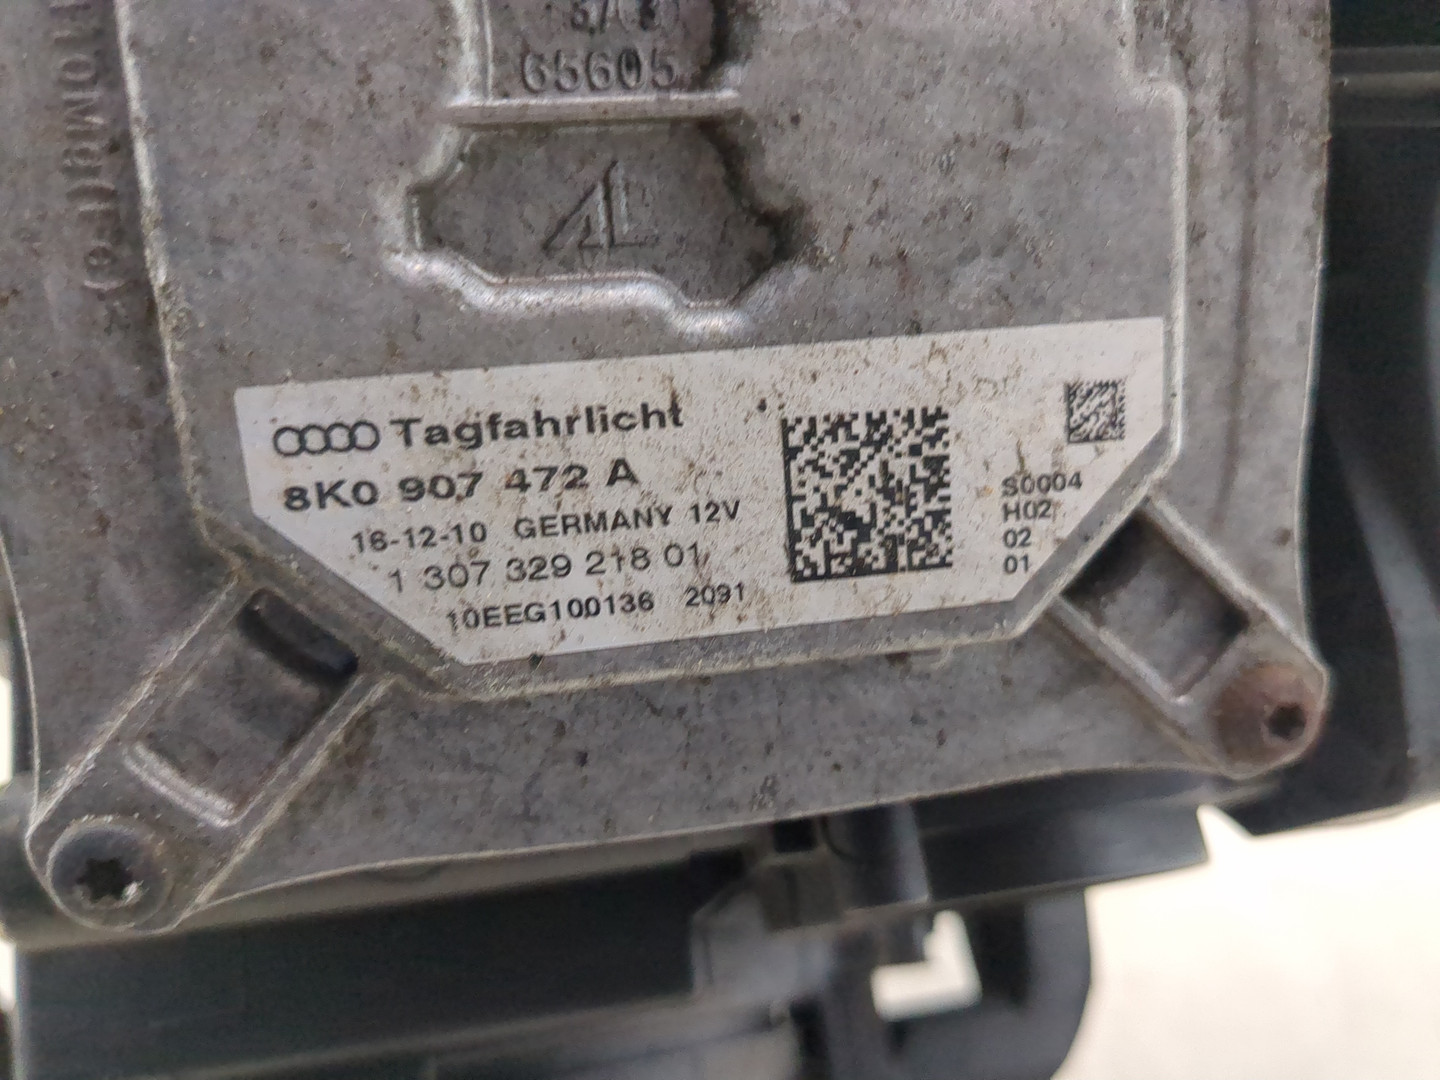 65605
AL
Tagfahrlicht
8K0 907 472 A
16-12-10 GERMANY 12V
1 307 329 218 01
10EEG100136 2091
S0004
H02
02
01